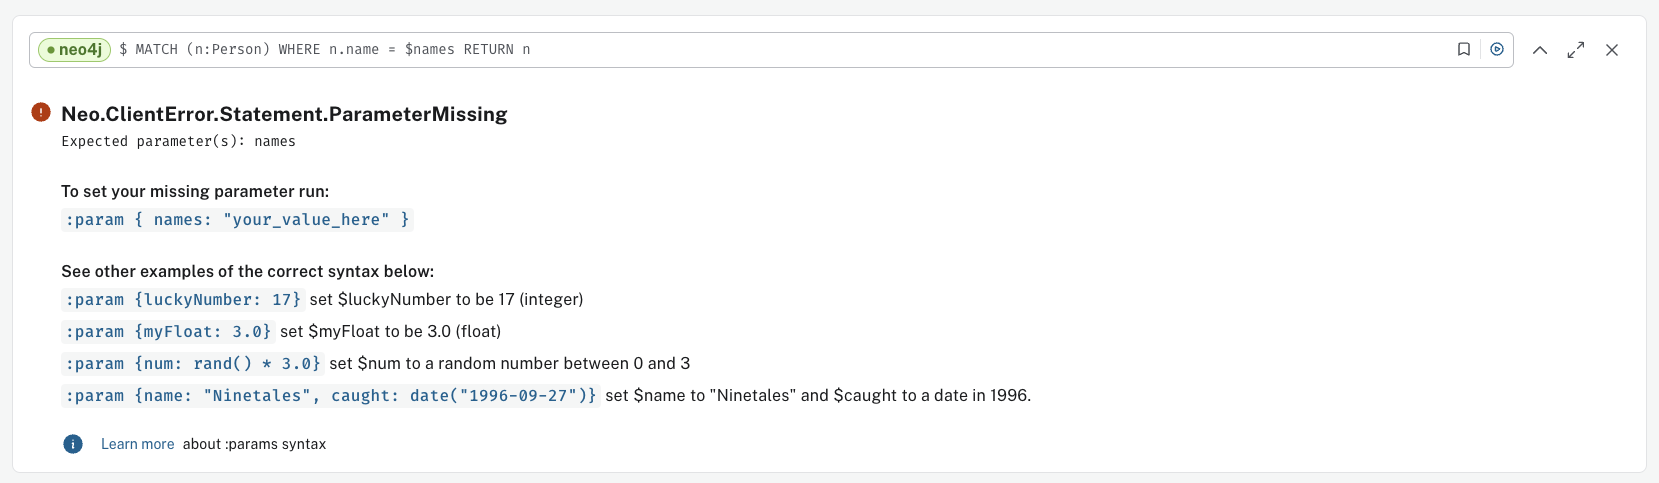 neo4j $ MATCH (n:Person) WHERE n.name = $names RETURN n
Neo.ClientError.Statement.ParameterMissing
Expected parameter(s): names
To set your missing parameter run:
:param { names: "your_value_here" }
See other examples of the correct syntax below:
:param {luckyNumber: 17} set $luckyNumber to be 17 (integer)
:param {myFloat: 3.0} set $myFloat to be 3.0 (float)
:param {num: rand() * 3.0} set $num to a random number between 0 and 3
:param {name: "Ninetales", caught: date("1996-09-27")} set $name to "Ninetales" and $caught to a date in 1996.
Learn more about :params syntax